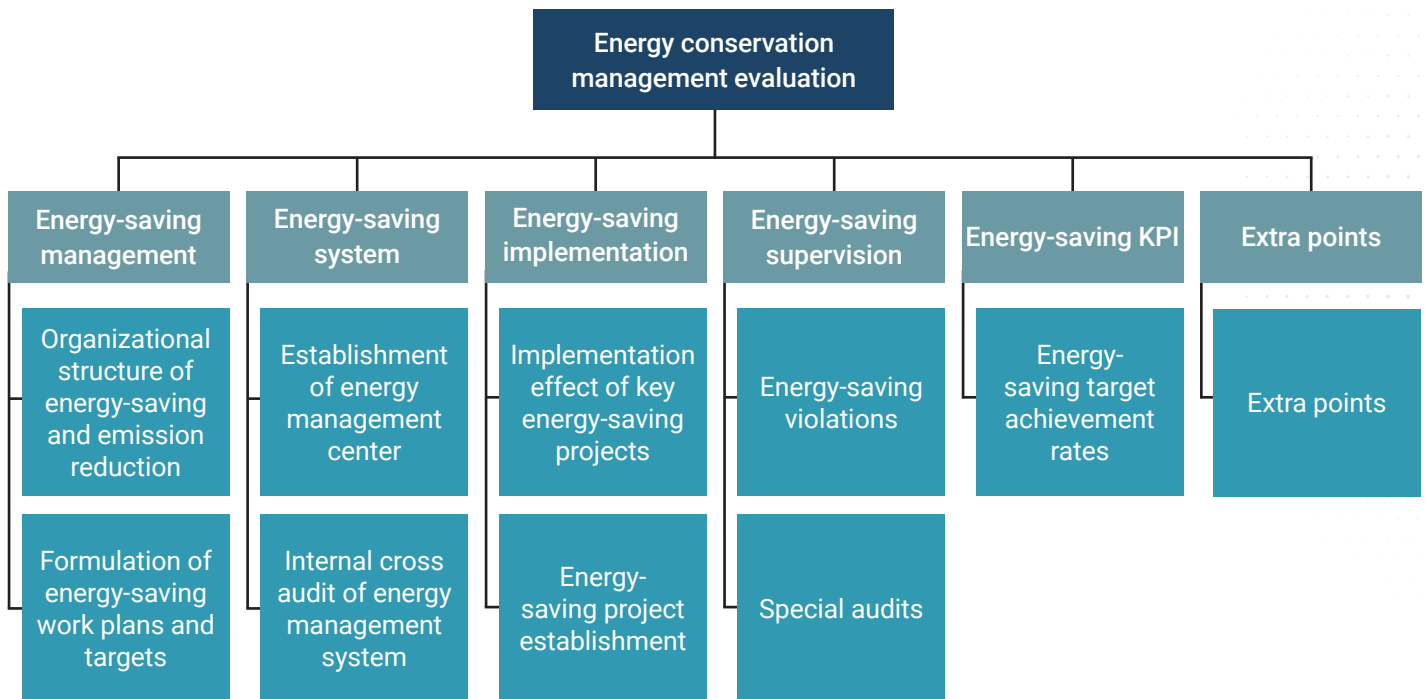 Energy conservation
management evaluation
Energy-saving
management
Energy-saving
system
Energy-saving
implementation
Energy-saving
supervision
Energy-saving KPI
Extra points
Organizational
structure of
energy-saving
and emission
reduction
Establishment
of energy
management
center
Implementation
effect of key
energy-saving
projects
Energy-saving
violations
Energy-
saving target
achievement
rates
Extra points
Formulation of
energy-saving
work plans and
targets
Internal cross
audit of energy
management
system
Energy-
saving project
establishment
Special audits